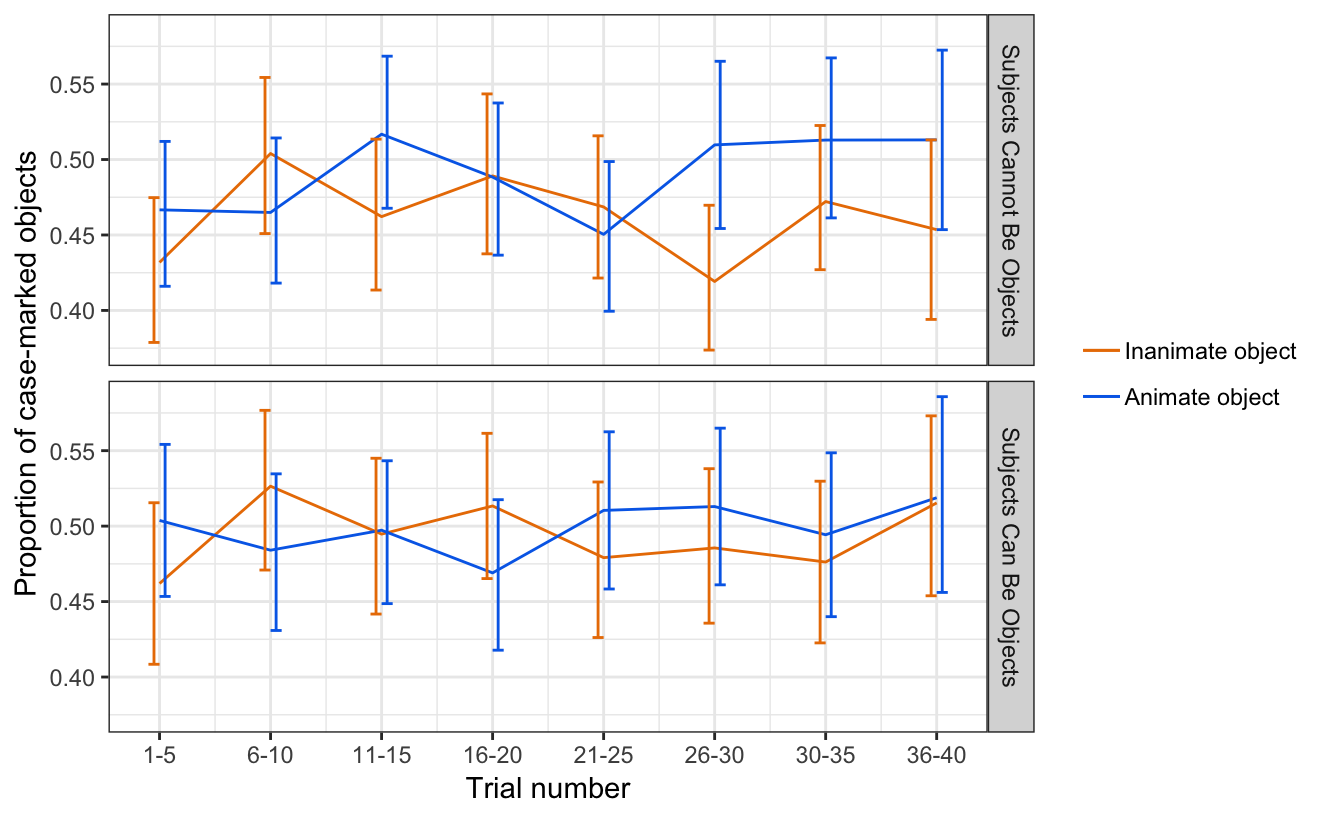 Proportion of case-marked objects
0.55
0.50
0.45
0.40
Subjects Cannot Be Objects
0.55
0.50
0.45
0.40
Subjects Can Be Objects
1-5 6-10 11-15 16-20 21-25 26-30 30-35 36-40
Trial number
Inanimate object
Animate object